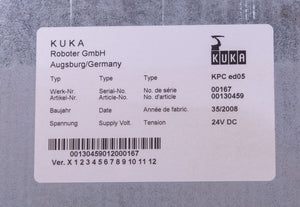 KUKA
Roboter GmbH
Augsburg/Germany
KUKA
Typ Type Typ KPC ed05
Werk-Nr. Serial-No. No. de série 00167
Artikel-Nr. Article-No. No. d'article 00130459
Baujahr Date Année de fabric. 35/2008
Spannung Supply Volt. Tension 24V DC
00130459012000167
Ver. X 1 2 3 4 5 6 7 8 9 10 11 12